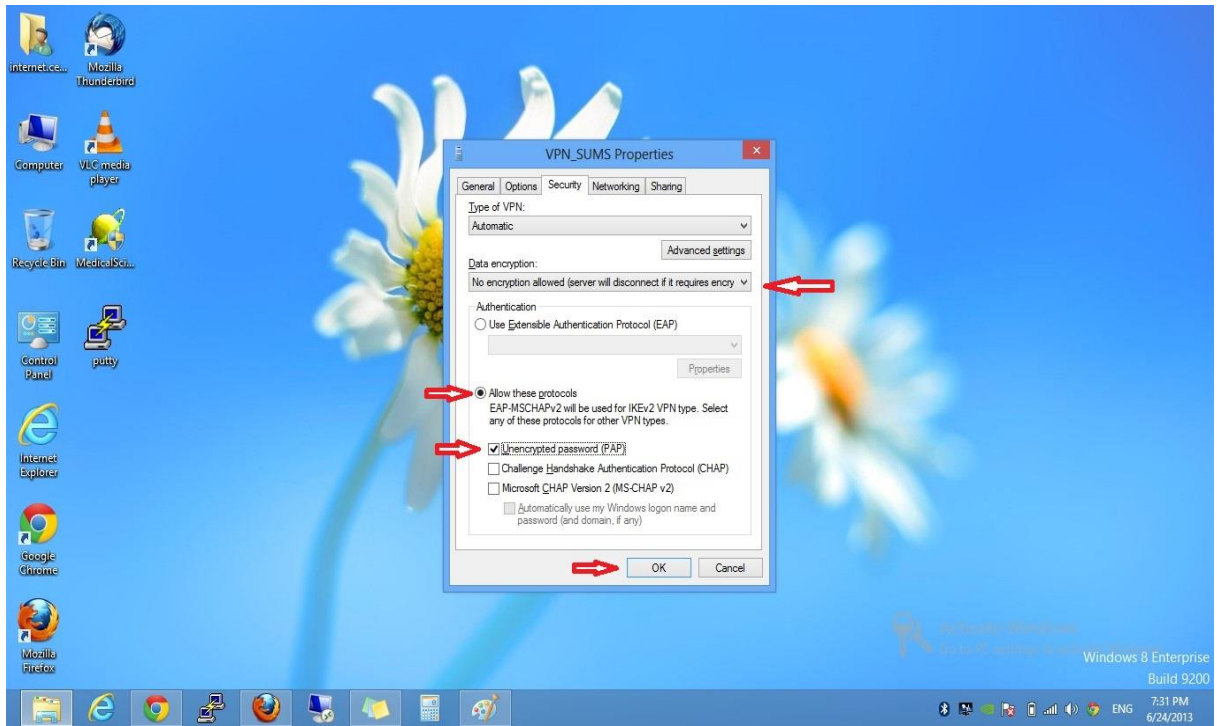 internet.ce...
Mozilla
Thunderbird
Computer
VLC media
player
Recycle Bin
MedicalSci...
Control
Panel
putty
Internet
Explorer
Google
Chrome
Mozilla
Firefox
VPN_SUMS Properties
General Options Security Networking Sharing
Type of VPN:
Automatic
Advanced settings
Data encryption:
No encryption allowed (server will disconnect if it requires encry
Authentication
Use Extensible Authentication Protocol (EAP)
Properties
Allow these protocols
EAP-MSCHAPv2 will be used for IKEv2 VPN type. Select
any of these protocols for other VPN types.
Unencrypted password (PAP)
Challenge Handshake Authentication Protocol (CHAP)
Microsoft CHAP Version 2 (MS-CHAP v2)
Automatically use my Windows logon name and
password (and domain, if any)
OK Cancel
Windows 8 Enterprise
Build 9200
ENG
7:31 PM
6/24/2013